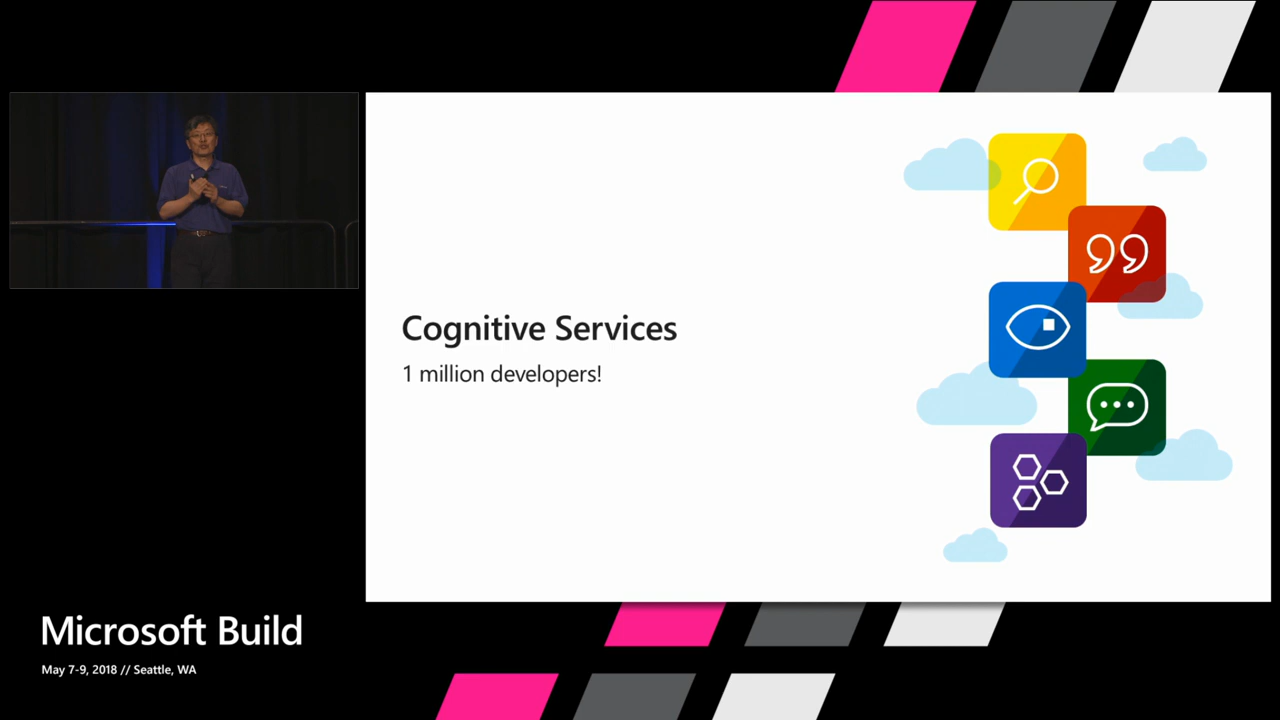 Cognitive Services
1 million developers!
Microsoft Build
May 7-9, 2018 // Seattle, WA